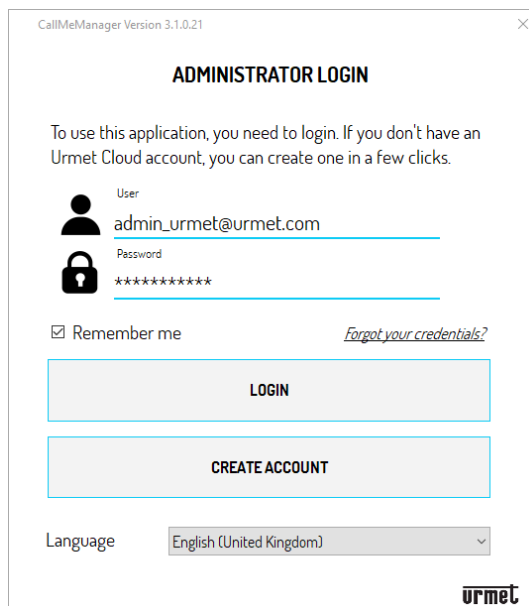 CallMeManager Version 3.1.0.21
ADMINISTRATOR LOGIN
To use this application, you need to login. If you don't have an
Urmet Cloud account, you can create one in a few clicks.
User
admin_urmet@urmet.com
Password
***********
Remember me
Forgot your credentials?
LOGIN
CREATE ACCOUNT
Language
English (United Kingdom)
urmet